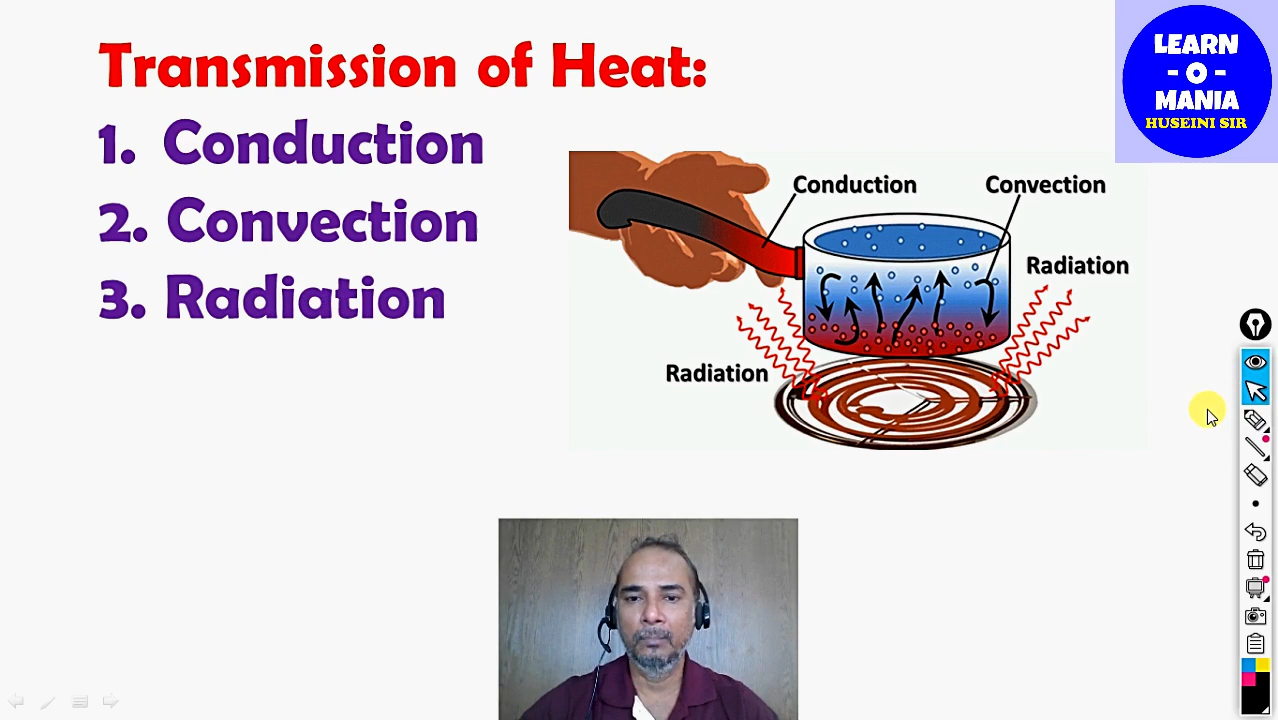 Transmission of Heat:
1. Conduction
2. Convection
3. Radiation
LEARN
- O -
MANIA
HUSEINI SIR
Conduction
Convection
Radiation
Radiation